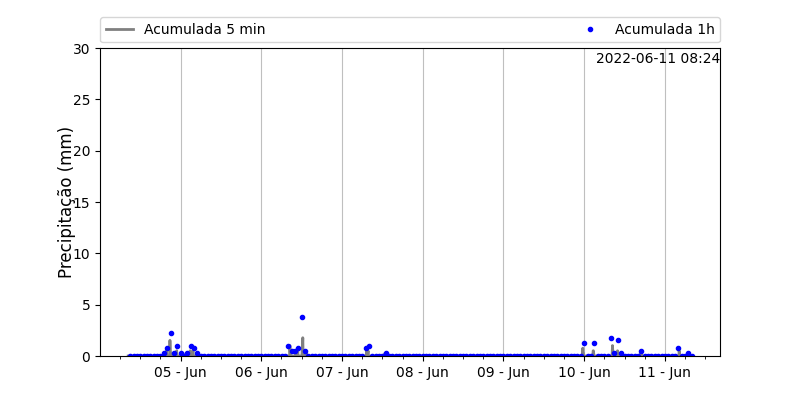 Acumulada 5 min
Acumulada 1h
2022-06-11 08:24
Precipitação (mm)
30
25
20
15
10
5
0
05 - Jun
06 - Jun
07 - Jun
08 - Jun
09 - Jun
10 - Jun
11 - Jun